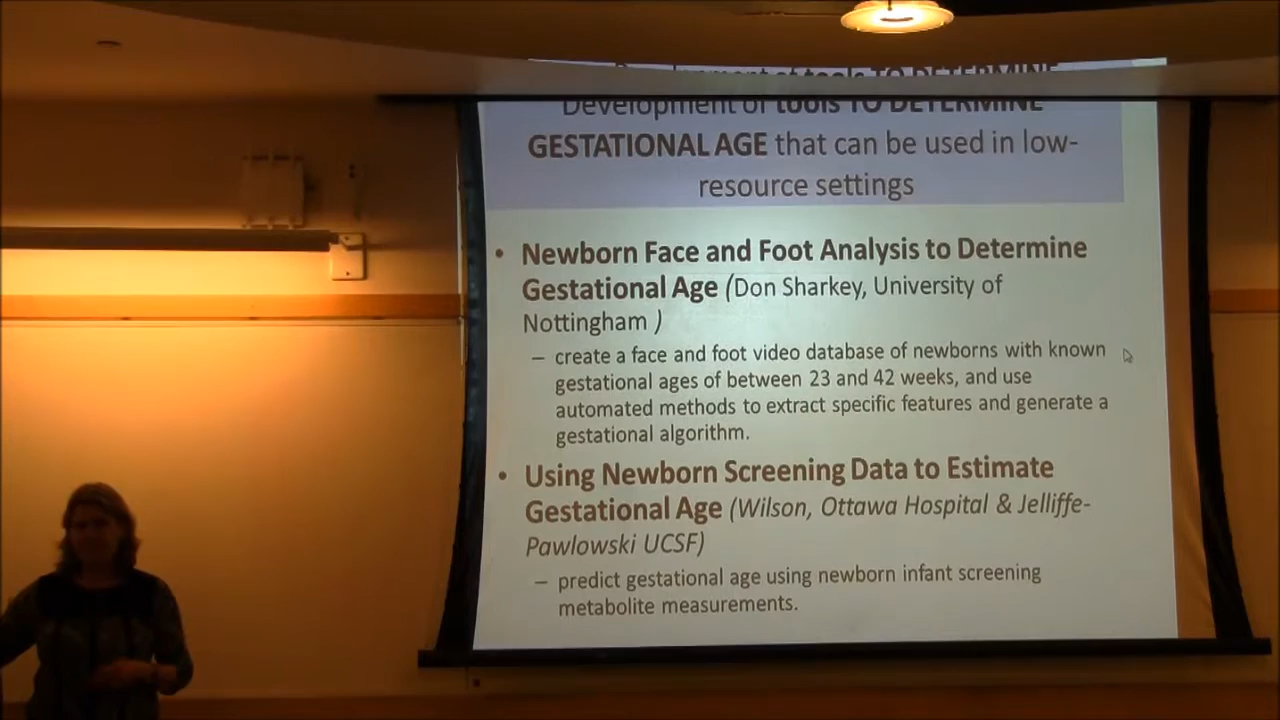 Development of tools TO DETERMINE
GESTATIONAL AGE that can be used in low-
resource settings
• Newborn Face and Foot Analysis to Determine
Gestational Age (Don Sharkey, University of
Nottingham )
– create a face and foot video database of newborns with known
gestational ages of between 23 and 42 weeks, and use
automated methods to extract specific features and generate a
gestational algorithm.
• Using Newborn Screening Data to Estimate
Gestational Age (Wilson, Ottawa Hospital & Jelliffe-
Pawlowski UCSF)
– predict gestational age using newborn infant screening
metabolite measurements.